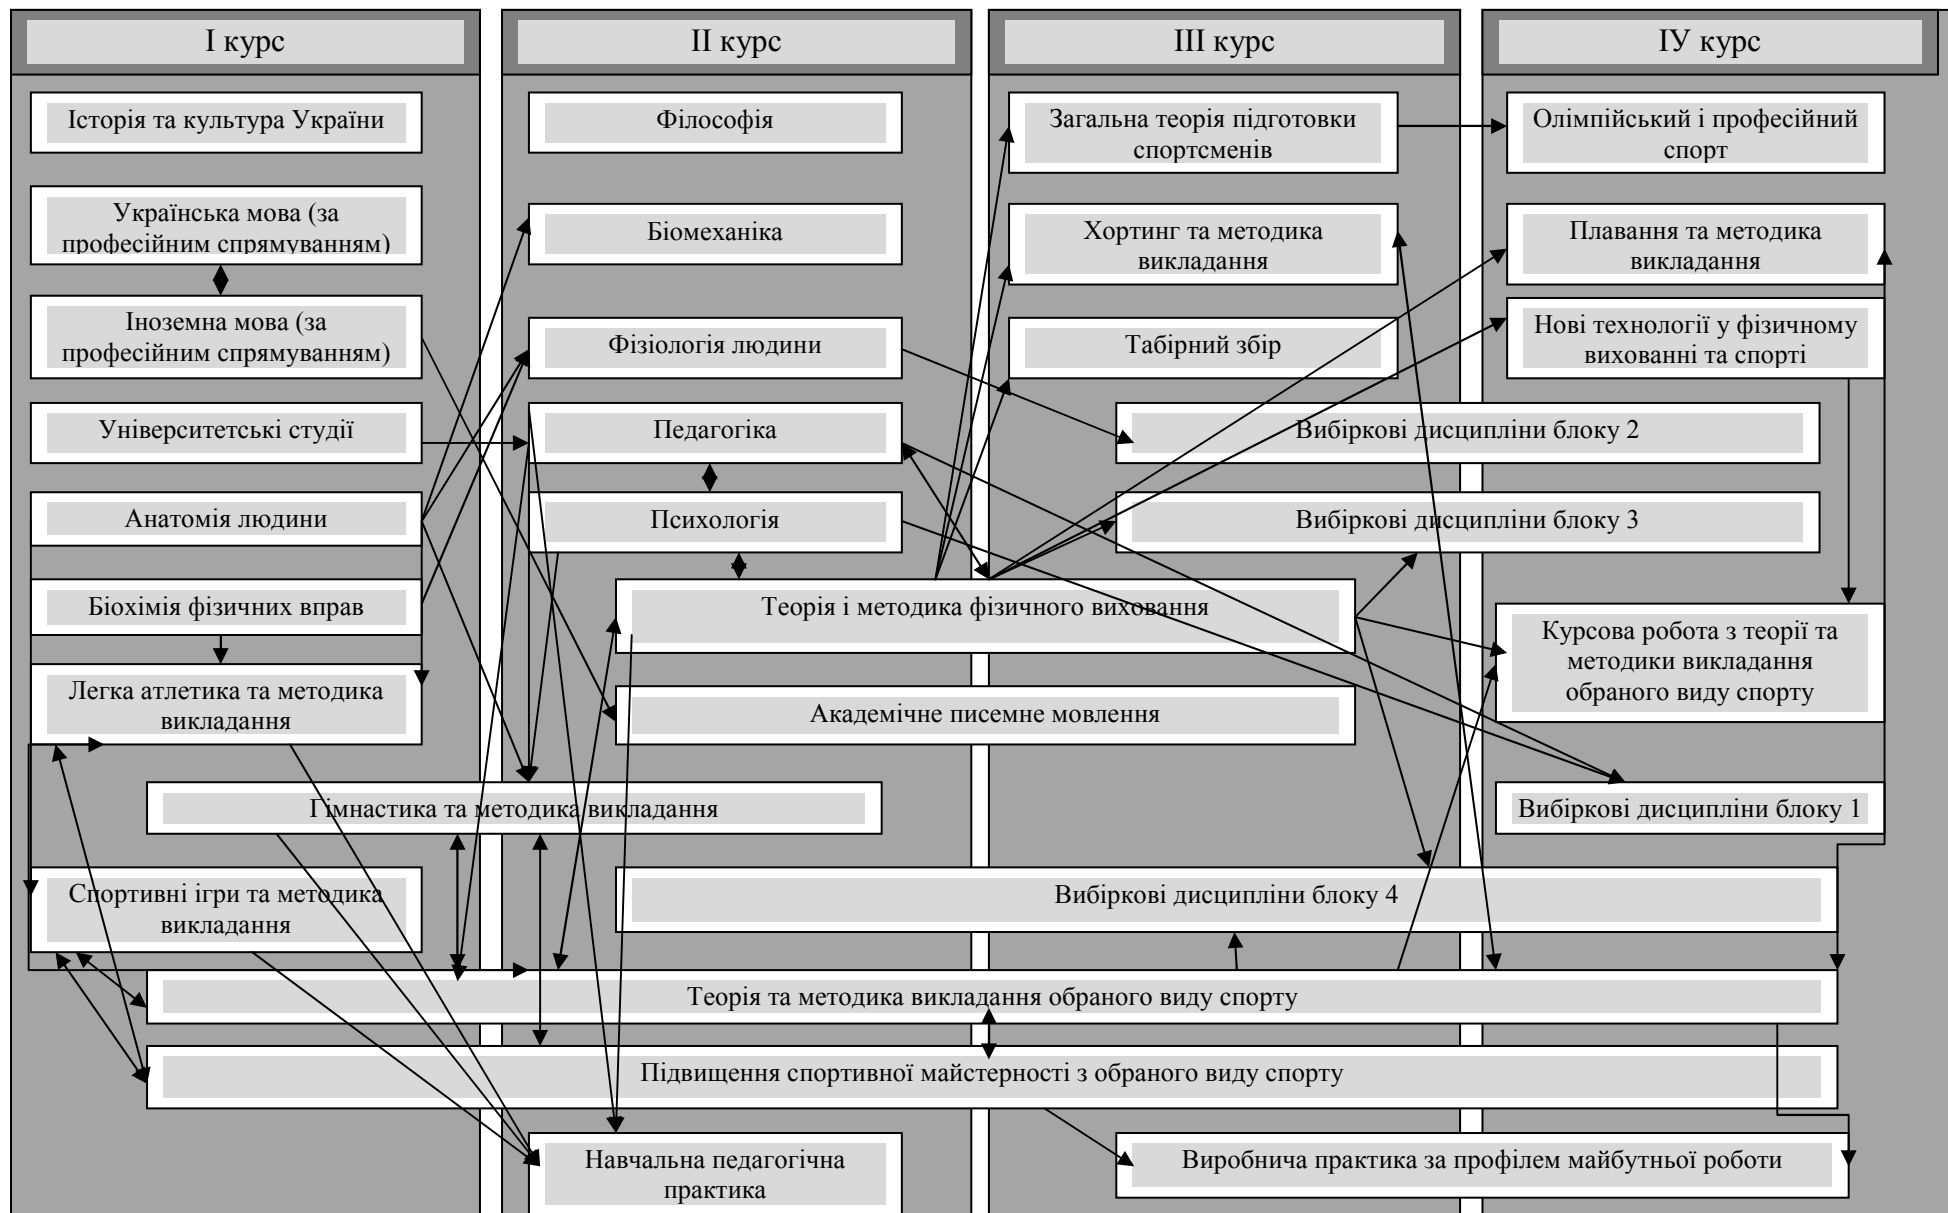 І курс
ІІ курс
ІІІ курс
ІУ курс
Історія та культура України
Філософія
Загальна теорія підготовки
спортсменів
Олімпійський і професійний
спорт
Українська мова (за
професійним спрямуванням)
Біомеханіка
Хортинг та методика
викладання
Плавання та методика
викладання
Іноземна мова (за
професійним спрямуванням)
Фізіологія людини
Табірний збір
Нові технології у фізичному
вихованні та спорті
Університетські студії
Педагогіка
Вибіркові дисципліни блоку 2
Анатомія людини
Психологія
Вибіркові дисципліни блоку 3
Біохімія фізичних вправ
Теорія і методика фізичного виховання
Курсова робота з теорії та
методики викладання
обраного виду спорту
Легка атлетика та методика
викладання
Академічне писемне мовлення
Гімнастика та методика викладання
Вибіркові дисципліни блоку 1
Спортивні ігри та методика
викладання
Вибіркові дисципліни блоку 4
Теорія та методика викладання обраного виду спорту
Підвищення спортивної майстерності з обраного виду спорту
Навчальна педагогічна
практика
Виробнича практика за профілем майбутньої роботи